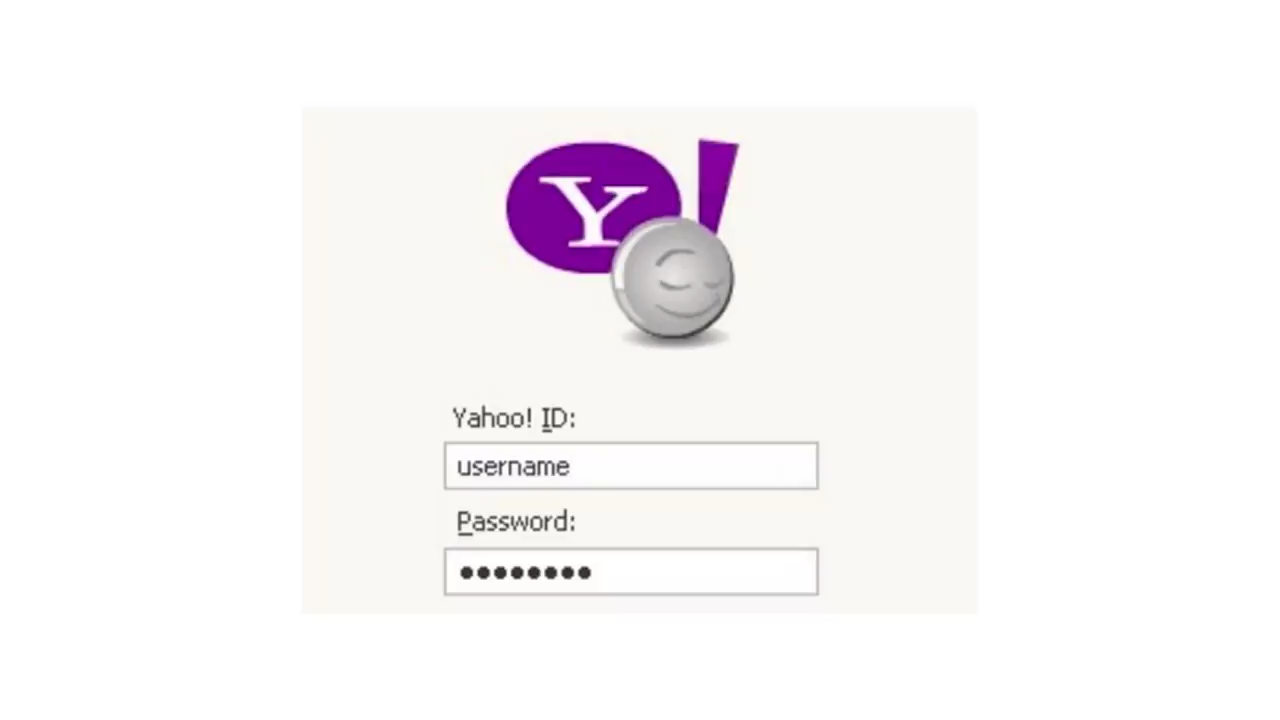 Y!
Yahoo! ID:
username
Password:
••••••••